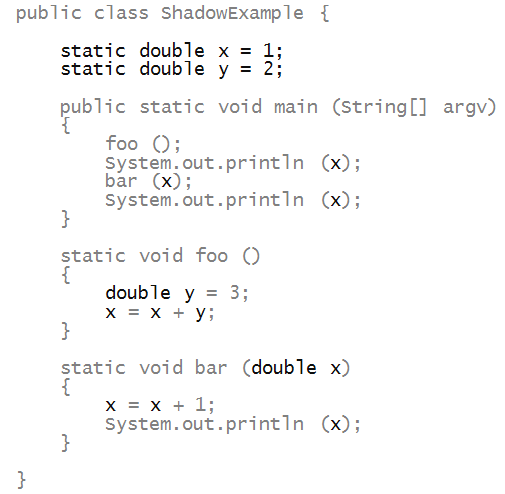 public class ShadowExample {
static double x = 1;
static double y = 2;
public static void main (String[] argv)
{
foo ();
System.out.println (x);
bar (x);
System.out.println (x);
}
static void foo ()
{
double y = 3;
x = x + y;
}
static void bar (double x)
{
x = x + 1;
System.out.println (x);
}
}